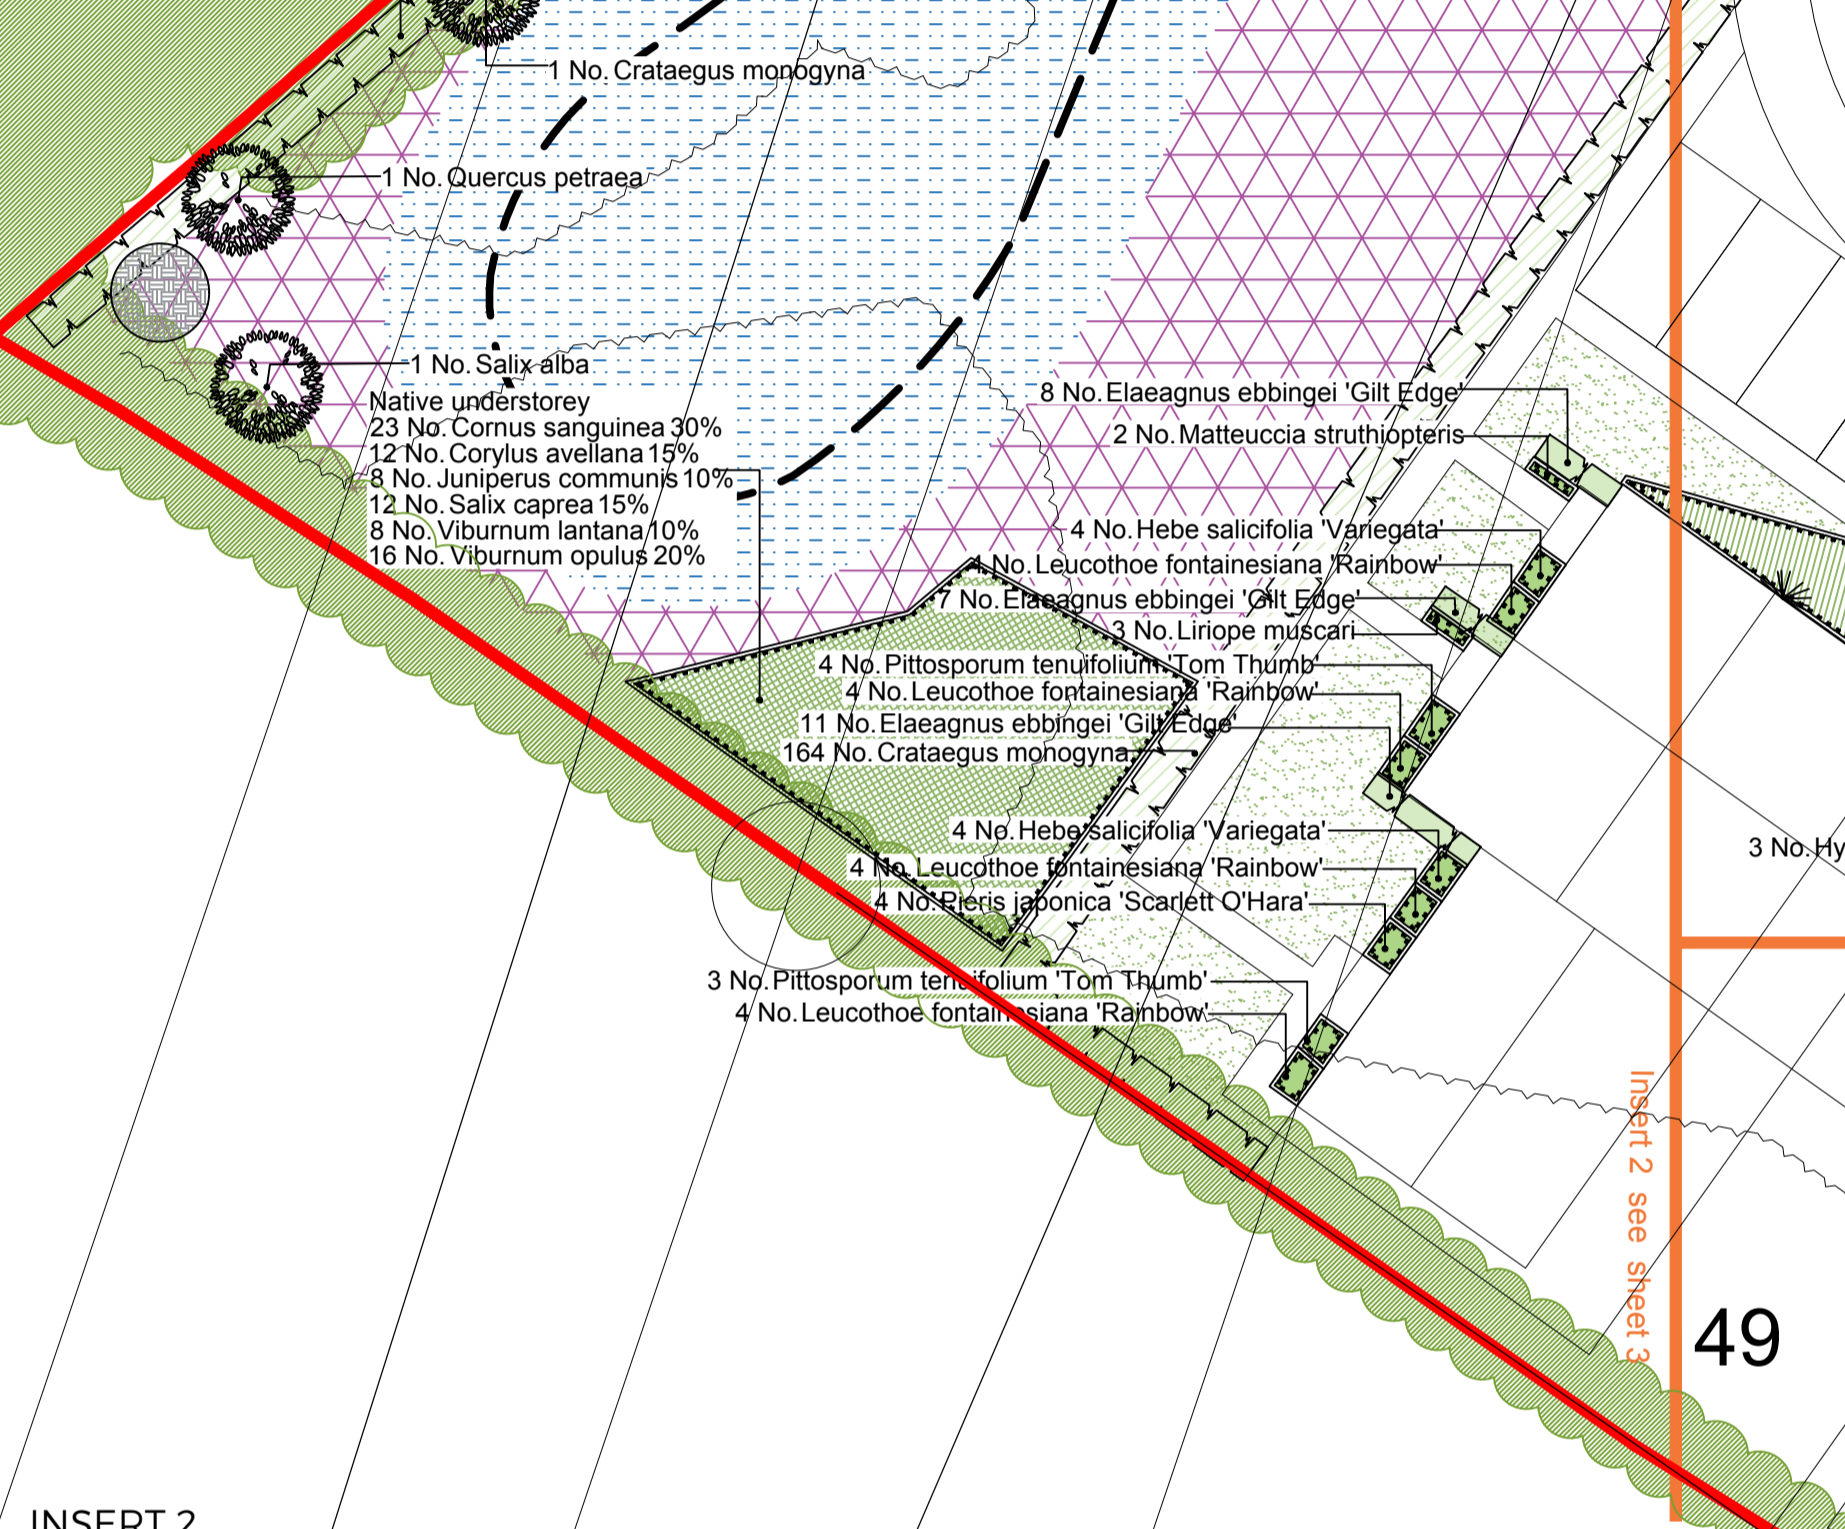 1 No. Crataegus monogyna
1 No. Quercus petraea
1 No. Salix alba
Native understorey
23 No. Cornus sanguinea 30%
12 No. Corylus avellana 15%
8 No. Juniperus communis 10%
12 No. Salix caprea 15%
8 No. Viburnum lantana 10%
16 No. Viburnum opulus 20%
8 No. Elaeagnus ebbingei 'Gilt Edge'
2 No. Matteuccia struthiopteris
4 No. Hebe salicifolia 'Variegata'
4 No. Leucothoe fontainesiana 'Rainbow'
7 No. Elaeagnus ebbingei 'Gilt Edge'
3 No. Liriope muscari
4 No. Pittosporum tenuifolium 'Tom Thumb'
4 No. Leucothoe fontainesiana 'Rainbow'
11 No. Elaeagnus ebbingei 'Gilt Edge'
164 No. Crataegus monogyna
4 No. Hebe salicifolia 'Variegata'
4 No. Leucothoe fontainesiana 'Rainbow'
4 No. Pieris japonica 'Scarlett O'Hara'
3 No. Pittosporum tenuifolium 'Tom Thumb'
4 No. Leucothoe fontainesiana 'Rainbow'
3 No. Hy
Insert 2 see sheet 3
49
INSERT 2